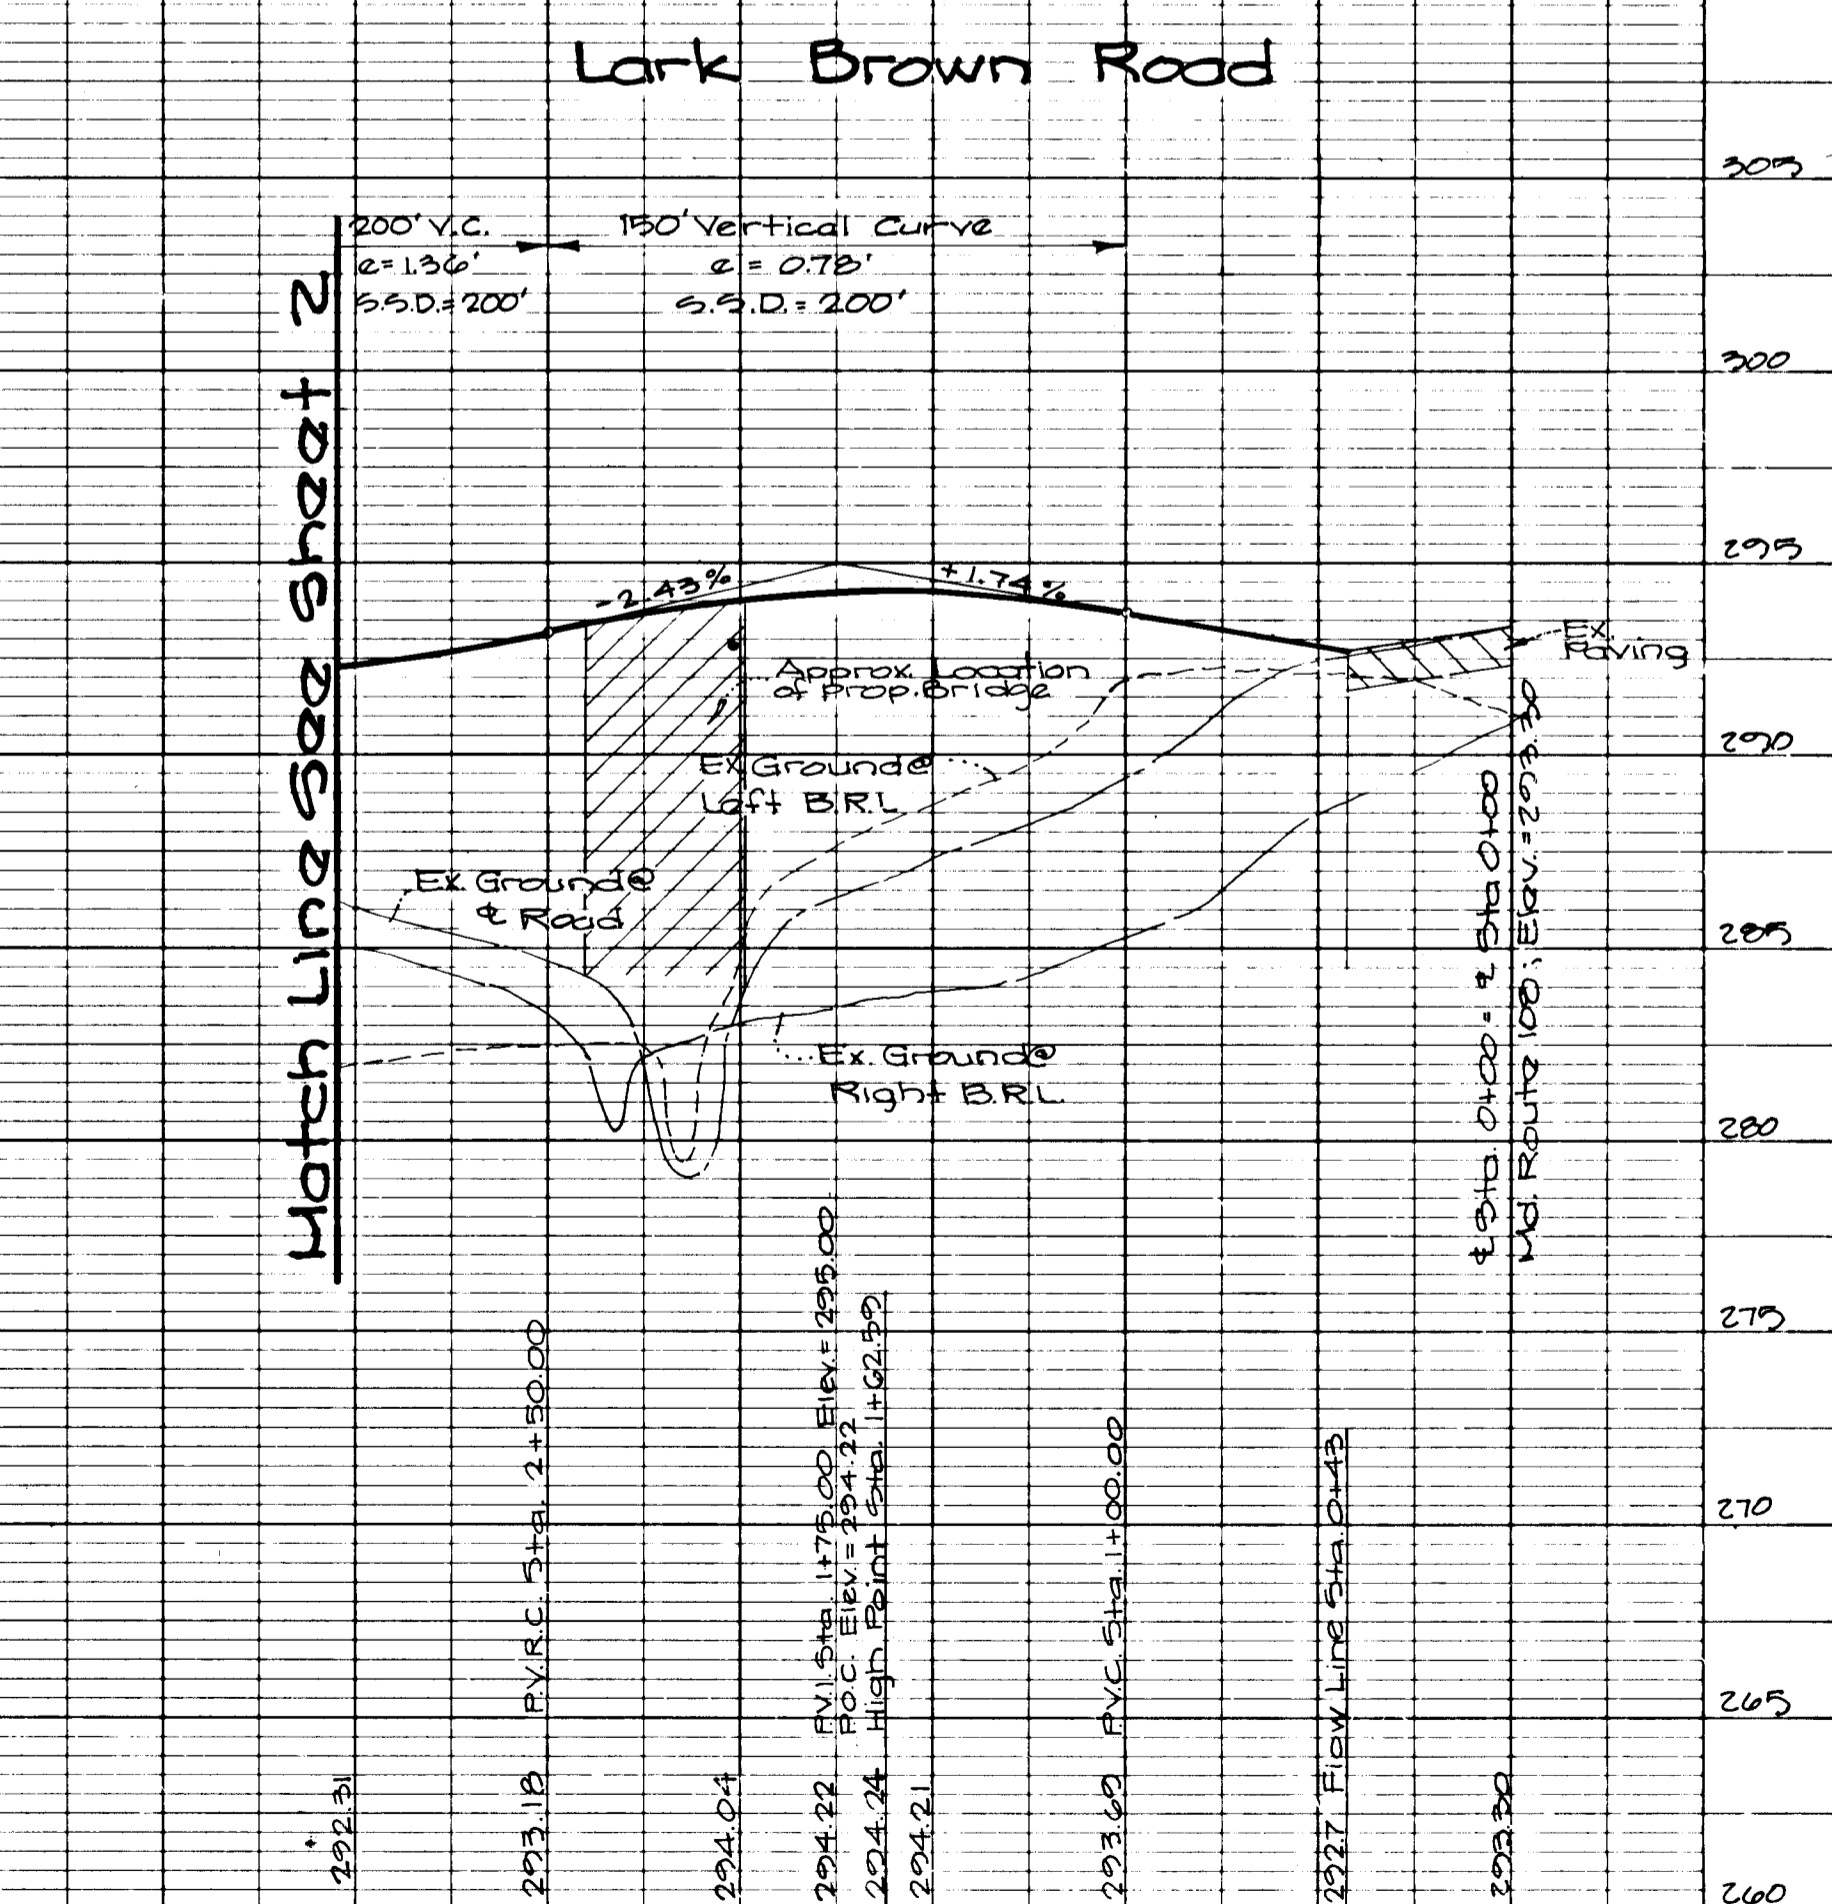 Lark Brown Road
305
200' V.C.
150' Vertical Curve
e=1.36'
e = 0.78'
S.S.D.=200'
S.S.D. = 200'
300
Match Line See Sheet 2
295
-2.43%
+1.74%
Ex.
Paving
Approx. Location
of Prop. Bridge
290
Ex. Ground@
Left B.R.L.
Ex. Ground@
℄ Road
285
Ex. Ground@
Right B.R.L.
280
℄ Sta. 0+00 = ℄ Sta 0+00
Md. Route 108; Elev. = 293.30
275
P.V.R.C. Sta. 2+50.00
P.V.I. Sta. 1+75.00 Elev. = 295.00
P.O.C. Elev. = 294.22
High Point Sta. 1+62.59
P.V.C. Sta. 1+00.00
Flow Line Sta. 0+43
270
265
292.31
293.18
294.04
294.22
294.24
294.21
293.69
292.7
293.30
260